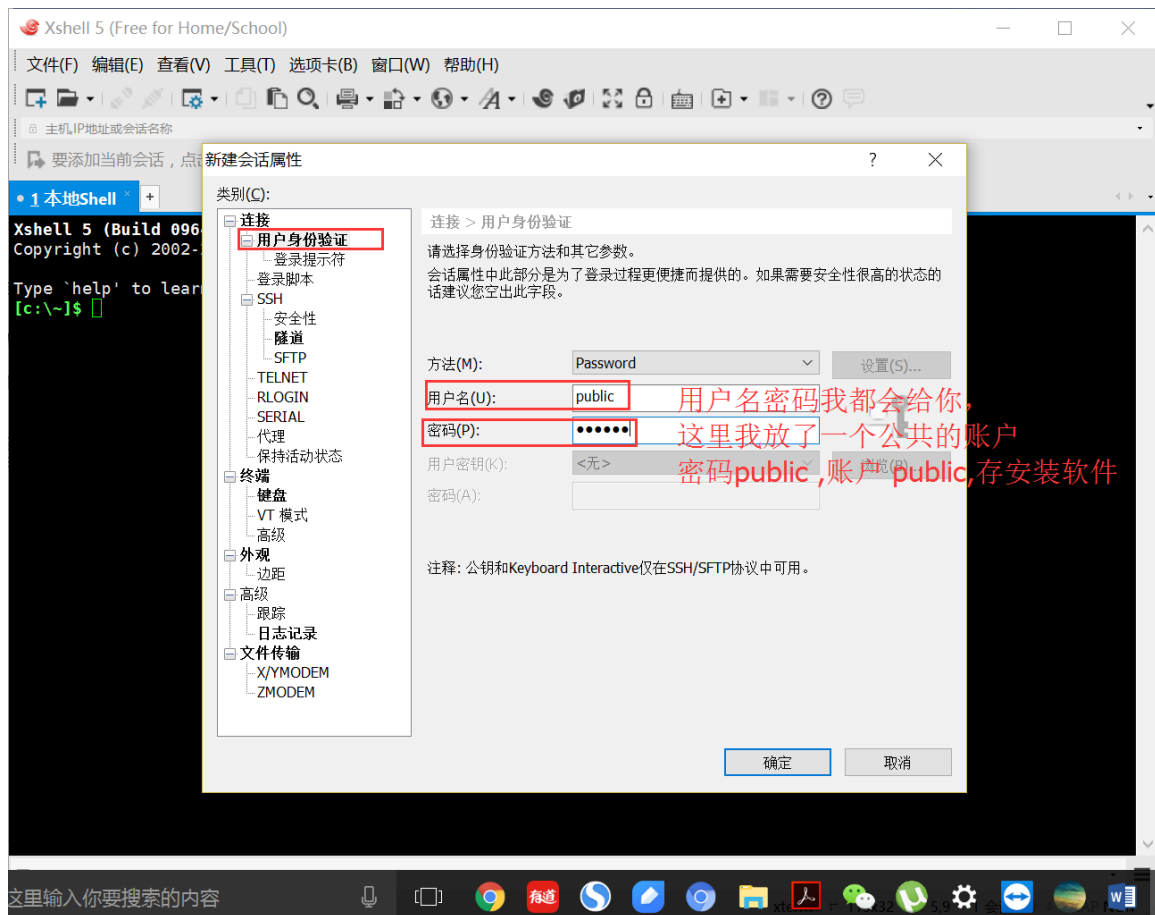 Xshell 5 (Free for Home/School)
文件(F) 编辑(E) 查看(V) 工具(T) 选项卡(B) 窗口(W) 帮助(H)
主机,IP地址或会话名称
要添加当前会话，点击
1 本地Shell
Xshell 5 (Build 096
Copyright (c) 2002-
Type `help' to lear
[c:\~]$
新建会话属性
类别(C):
连接
用户身份验证
登录提示符
登录脚本
SSH
安全性
隧道
SFTP
TELNET
RLOGIN
SERIAL
代理
保持活动状态
终端
键盘
VT 模式
高级
外观
边距
高级
跟踪
日志记录
文件传输
X/YMODEM
ZMODEM
连接 > 用户身份验证
请选择身份验证方法和其它参数。
会话属性中此部分是为了登录过程更便捷而提供的。如果需要安全性很高的状态的
话建议您空出此字段。
方法(M): Password 设置(S)...
用户名(U): public
密码(P): ●●●●●●
用户密钥(K): <无> 浏览(B)...
密码(A):
用户名密码我都会给你，
这里我放了一个公共的账户
密码public ,账户 public,存安装软件
注释: 公钥和Keyboard Interactive仅在SSH/SFTP协议中可用。
确定 取消
这里输入你要搜索的内容
有道